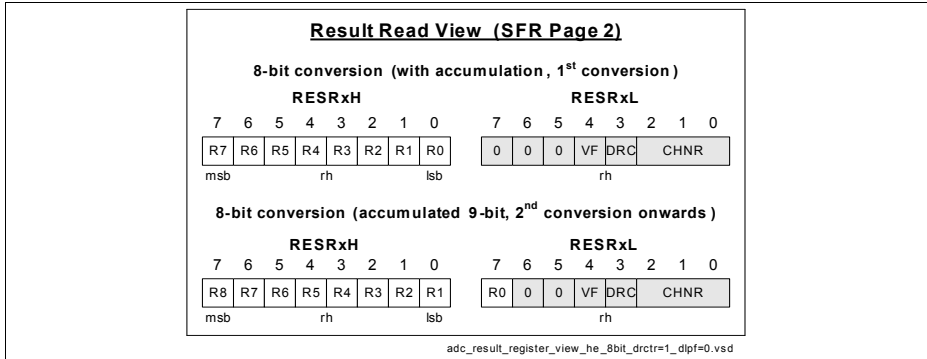 Result Read View (SFR Page 2)
8-bit conversion (with accumulation, 1st conversion)
RESRxH RESRxL
7 6 5 4 3 2 1 0 7 6 5 4 3 2 1 0
R7 R6 R5 R4 R3 R2 R1 R0 0 0 0 VF DRC CHNR
msb rh lsb rh
8-bit conversion (accumulated 9-bit, 2nd conversion onwards)
RESRxH RESRxL
7 6 5 4 3 2 1 0 7 6 5 4 3 2 1 0
R8 R7 R6 R5 R4 R3 R2 R1 R0 0 0 VF DRC CHNR
msb rh lsb rh
adc_result_register_view_he_8bit_drctr=1_dlpf=0.vsd